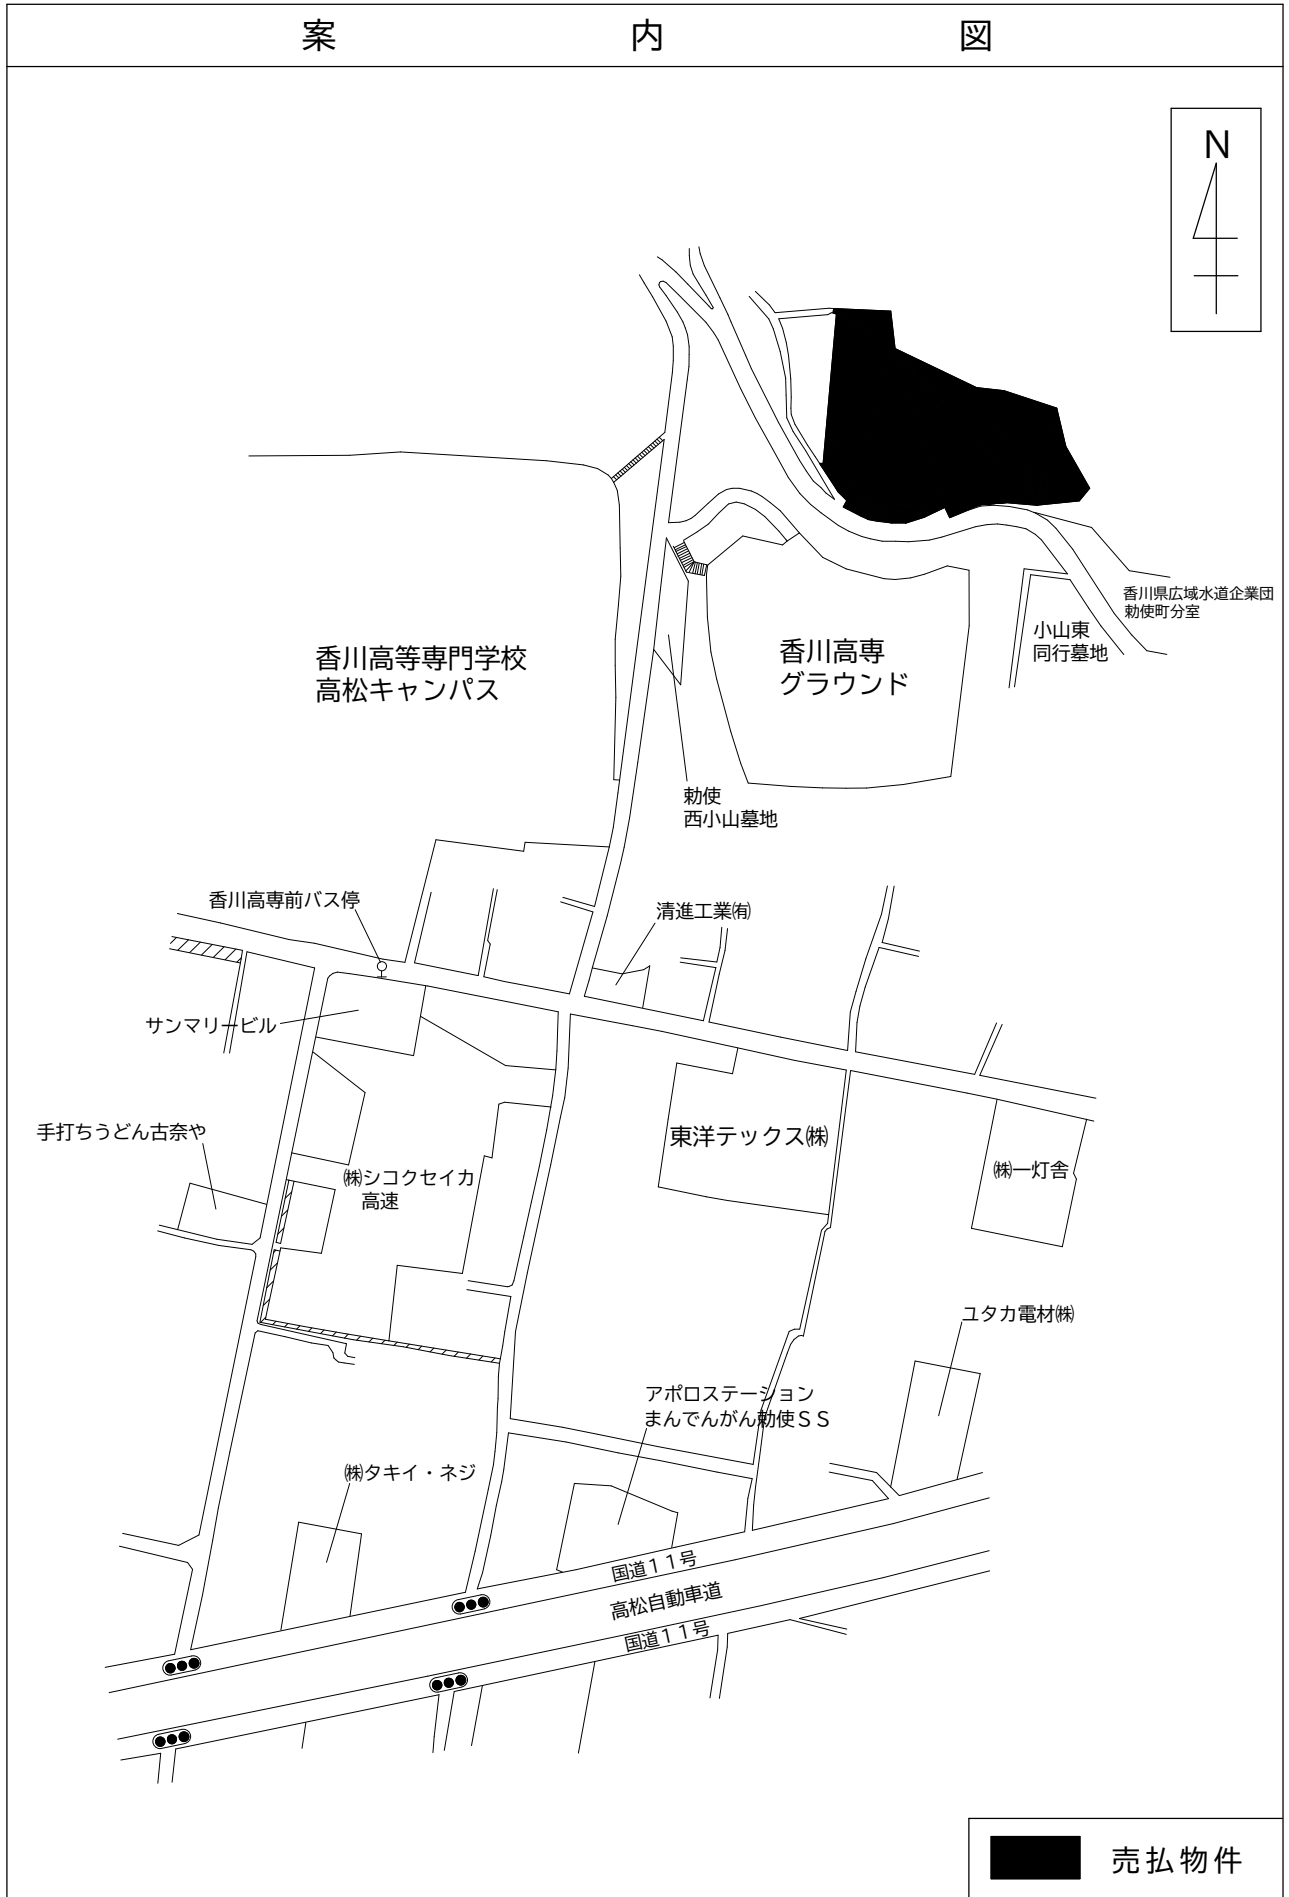 案内図
N
香川県広域水道企業団
勅使町分室
小山東
同行墓地
香川高専
グラウンド
香川高等専門学校
高松キャンパス
勅使
西小山墓地
香川高専前バス停
清進工業㈲
サンマリービル
手打ちうどん古奈や
東洋テックス㈱
㈱一灯舎
㈱シコクセイカ
高速
ユタカ電材㈱
アポロステーション
まんでんがん勅使ＳＳ
㈱タキイ・ネジ
国道１１号
高松自動車道
国道１１号
売払物件